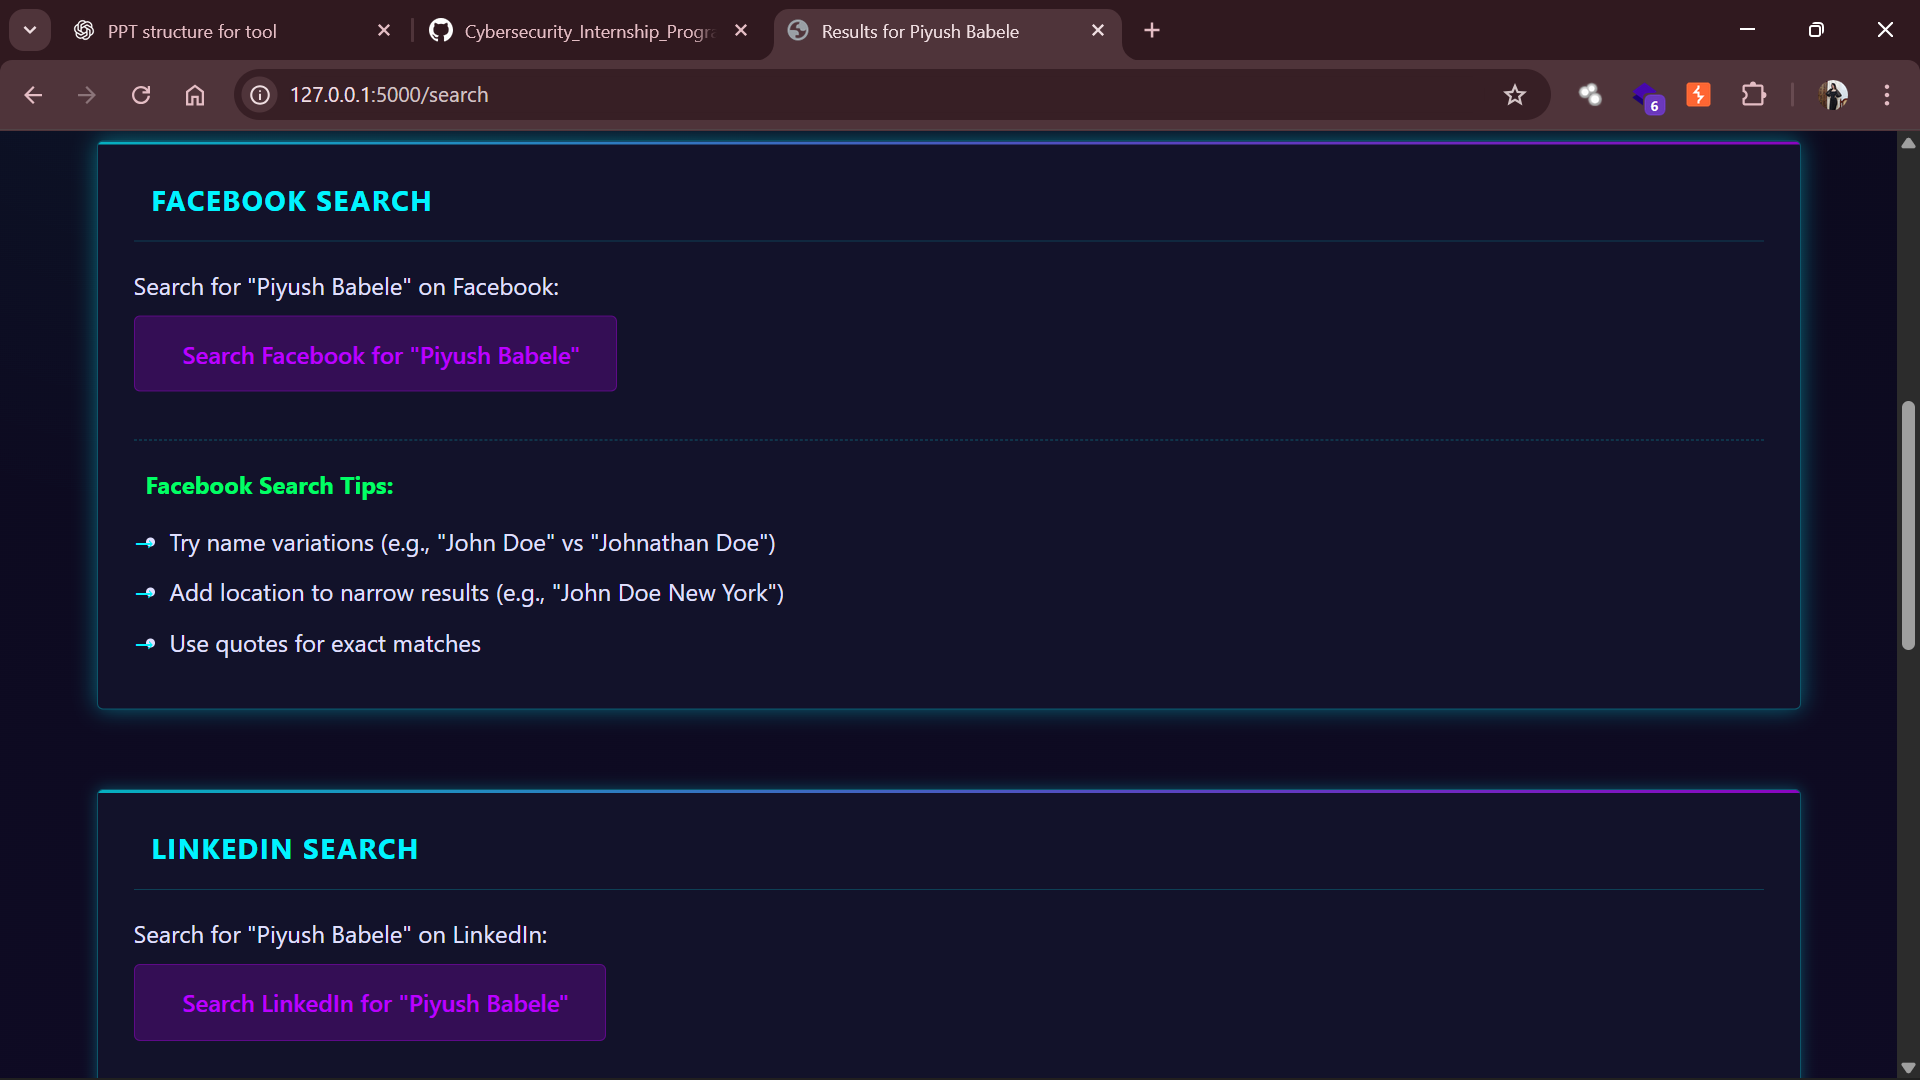 PPT structure for tool
Cybersecurity_Internship_Progra
Results for Piyush Babele
127.0.0.1:5000/search
6
FACEBOOK SEARCH
Search for "Piyush Babele" on Facebook:
Search Facebook for "Piyush Babele"
Facebook Search Tips:
Try name variations (e.g., "John Doe" vs "Johnathan Doe")
Add location to narrow results (e.g., "John Doe New York")
Use quotes for exact matches
LINKEDIN SEARCH
Search for "Piyush Babele" on LinkedIn:
Search LinkedIn for "Piyush Babele"